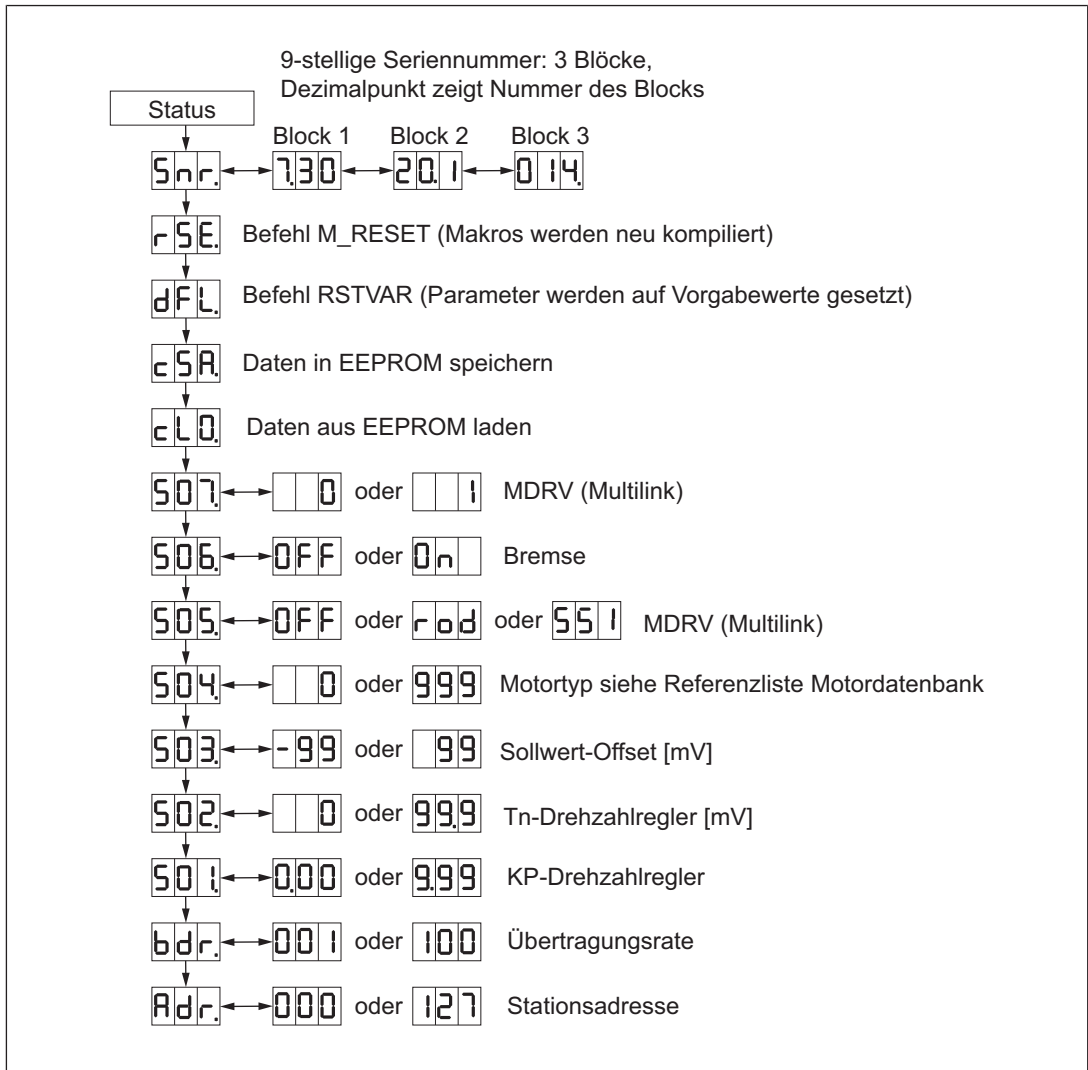 9-stellige Seriennummer: 3 Blöcke,
Dezimalpunkt zeigt Nummer des Blocks
Status
Block 1 Block 2 Block 3
Snr. 7.30 20.1 014.
rSE. Befehl M_RESET (Makros werden neu kompiliert)
dFL. Befehl RSTVAR (Parameter werden auf Vorgabewerte gesetzt)
cSA. Daten in EEPROM speichern
cLO. Daten aus EEPROM laden
S07. 0 oder 1 MDRV (Multilink)
S06. OFF oder On Bremse
S05. OFF oder rod oder SS1 MDRV (Multilink)
S04. 0 oder 999 Motortyp siehe Referenzliste Motordatenbank
S03. -99 oder 99 Sollwert-Offset [mV]
S02. 0 oder 99.9 Tn-Drehzahlregler [mV]
S01. 0.00 oder 9.99 KP-Drehzahlregler
bdr. 001 oder 100 Übertragungsrate
Adr. 000 oder 127 Stationsadresse